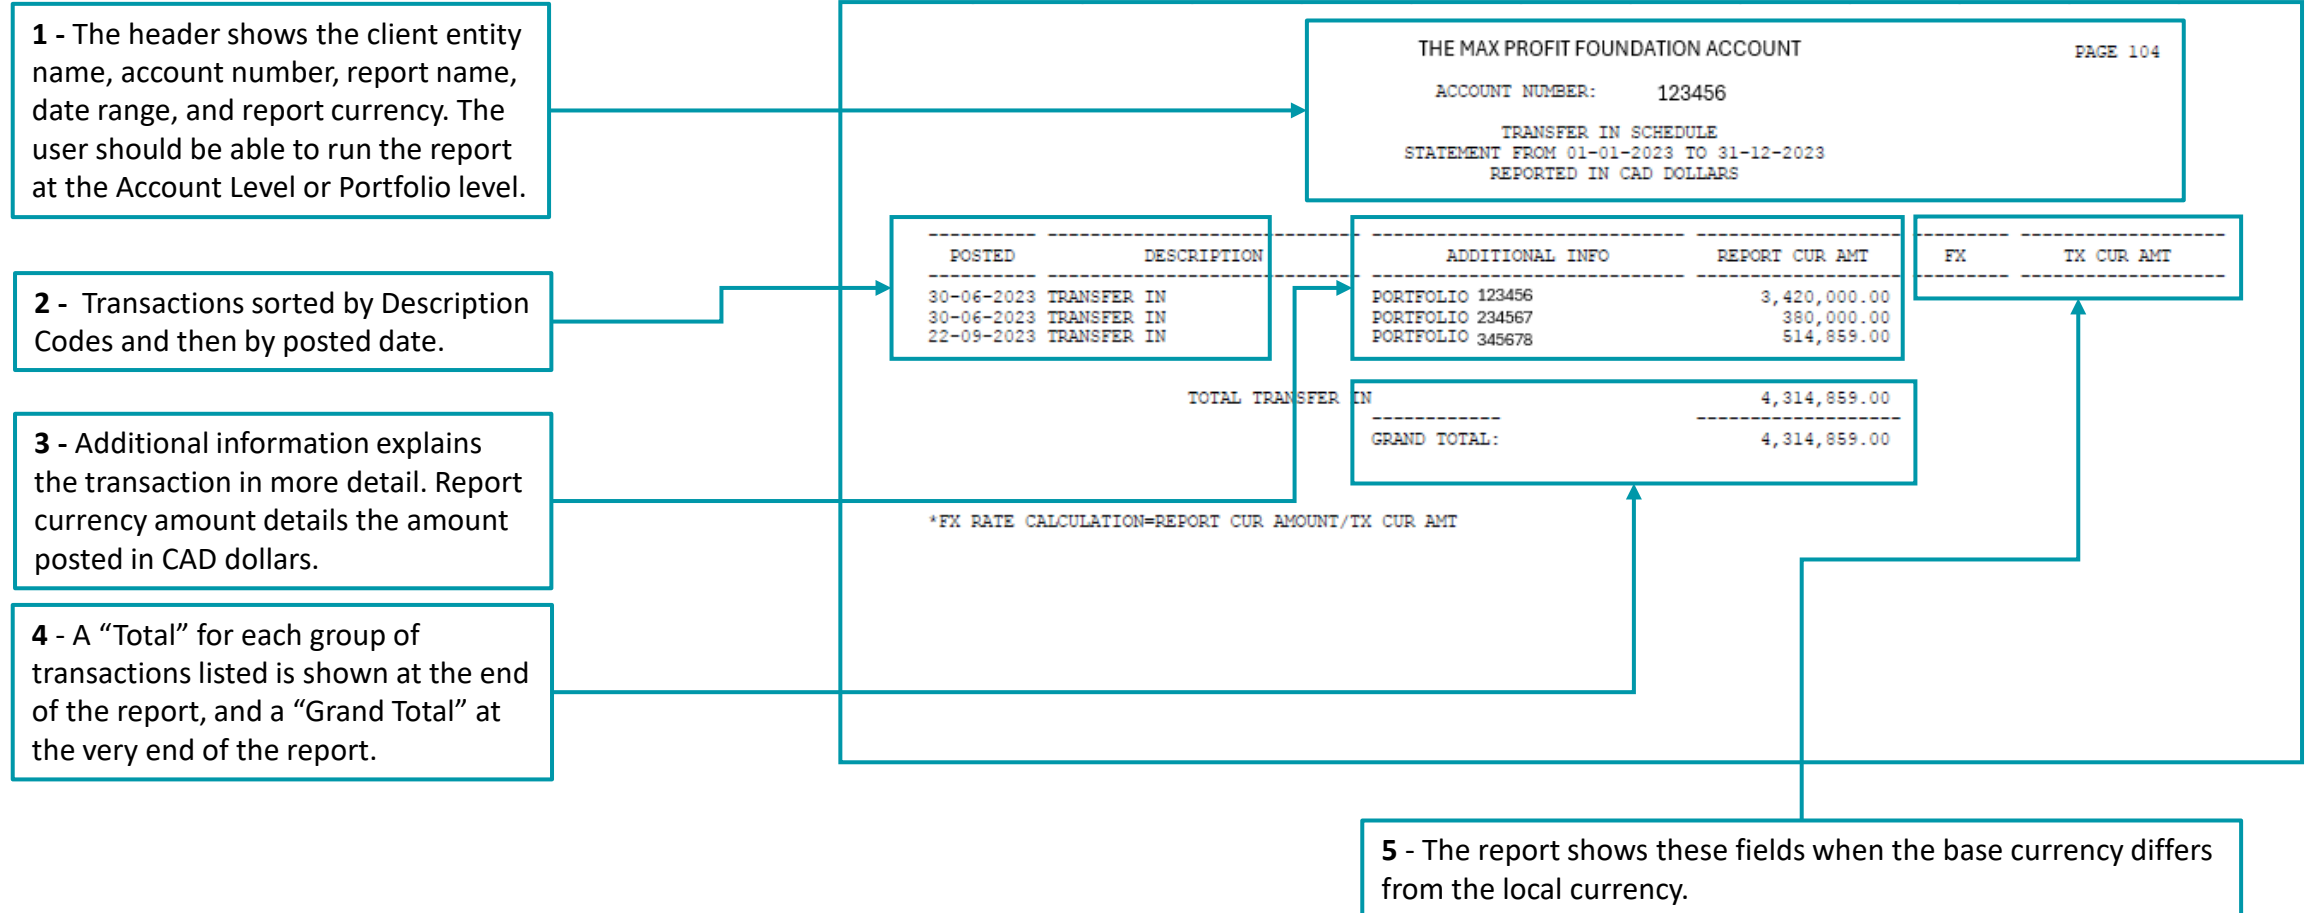 1 - The header shows the client entity
name, account number, report name,
date range, and report currency. The
user should be able to run the report
at the Account Level or Portfolio level.
2 -  Transactions sorted by Description
Codes and then by posted date.
3 - Additional information explains
the transaction in more detail. Report
currency amount details the amount
posted in CAD dollars.
4 - A “Total” for each group of
transactions listed is shown at the end
of the report, and a “Grand Total” at
the very end of the report.
THE MAX PROFIT FOUNDATION ACCOUNT PAGE 104
ACCOUNT NUMBER: 123456
TRANSFER IN SCHEDULE
STATEMENT FROM 01-01-2023 TO 31-12-2023
REPORTED IN CAD DOLLARS
POSTED DESCRIPTION ADDITIONAL INFO REPORT CUR AMT FX TX CUR AMT
30-06-2023 TRANSFER IN PORTFOLIO 123456 3,420,000.00
30-06-2023 TRANSFER IN PORTFOLIO 234567 380,000.00
22-09-2023 TRANSFER IN PORTFOLIO 345678 514,859.00
TOTAL TRANSFER IN 4,314,859.00
GRAND TOTAL: 4,314,859.00
*FX RATE CALCULATION=REPORT CUR AMOUNT/TX CUR AMT
5 - The report shows these fields when the base currency differs
from the local currency.